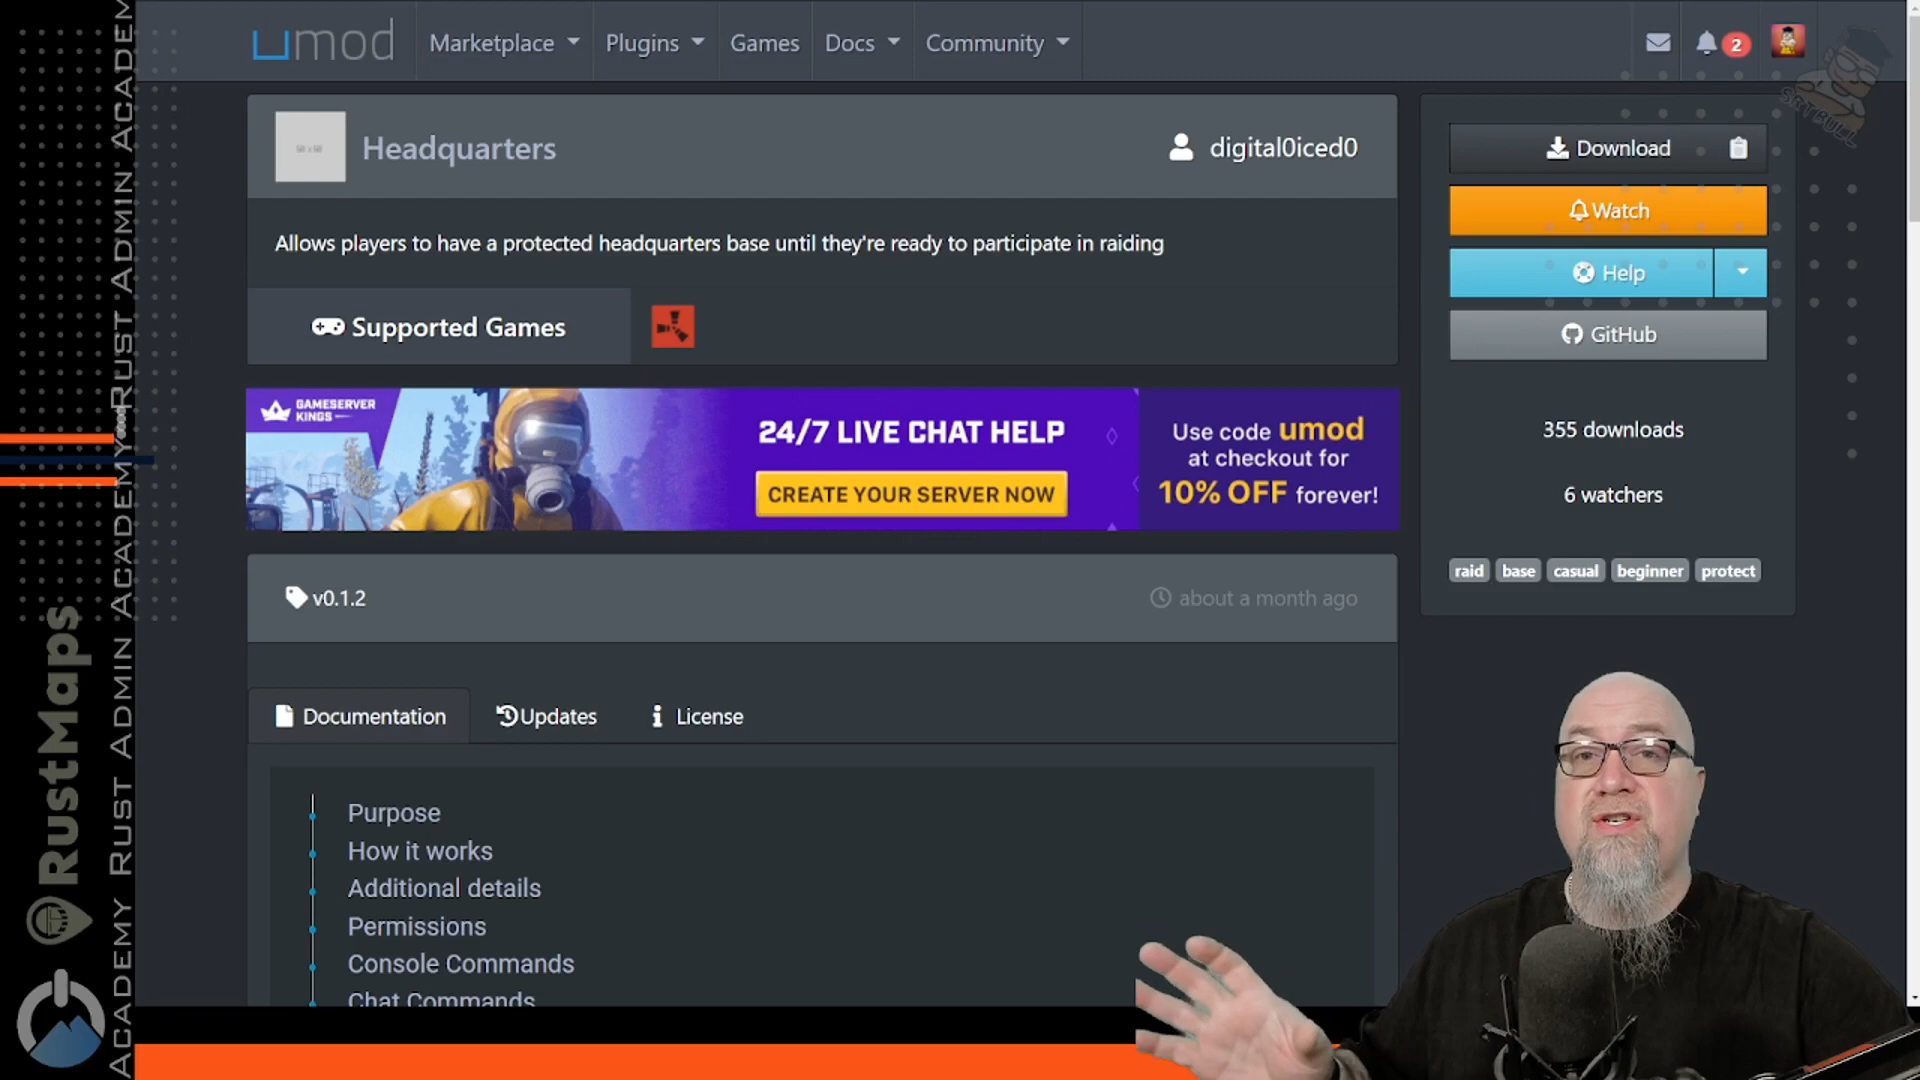 umod
Marketplace
Plugins
Games
Docs
Community
2
Headquarters
digital0iced0
Allows players to have a protected headquarters base until they're ready to participate in raiding
Supported Games
Download
Watch
Help
GitHub
355 downloads
6 watchers
raid base casual beginner protect
GAMESERVER
KINGS
24/7 LIVE CHAT HELP
CREATE YOUR SERVER NOW
Use code umod
at checkout for
10% OFF forever!
v0.1.2
about a month ago
Documentation
Updates
License
Purpose
How it works
Additional details
Permissions
Console Commands
Chat Commands
RustMaps
ACADEMY RUST ADMIN ACADEMY RUST ADMIN ACADEM
SRTBULL